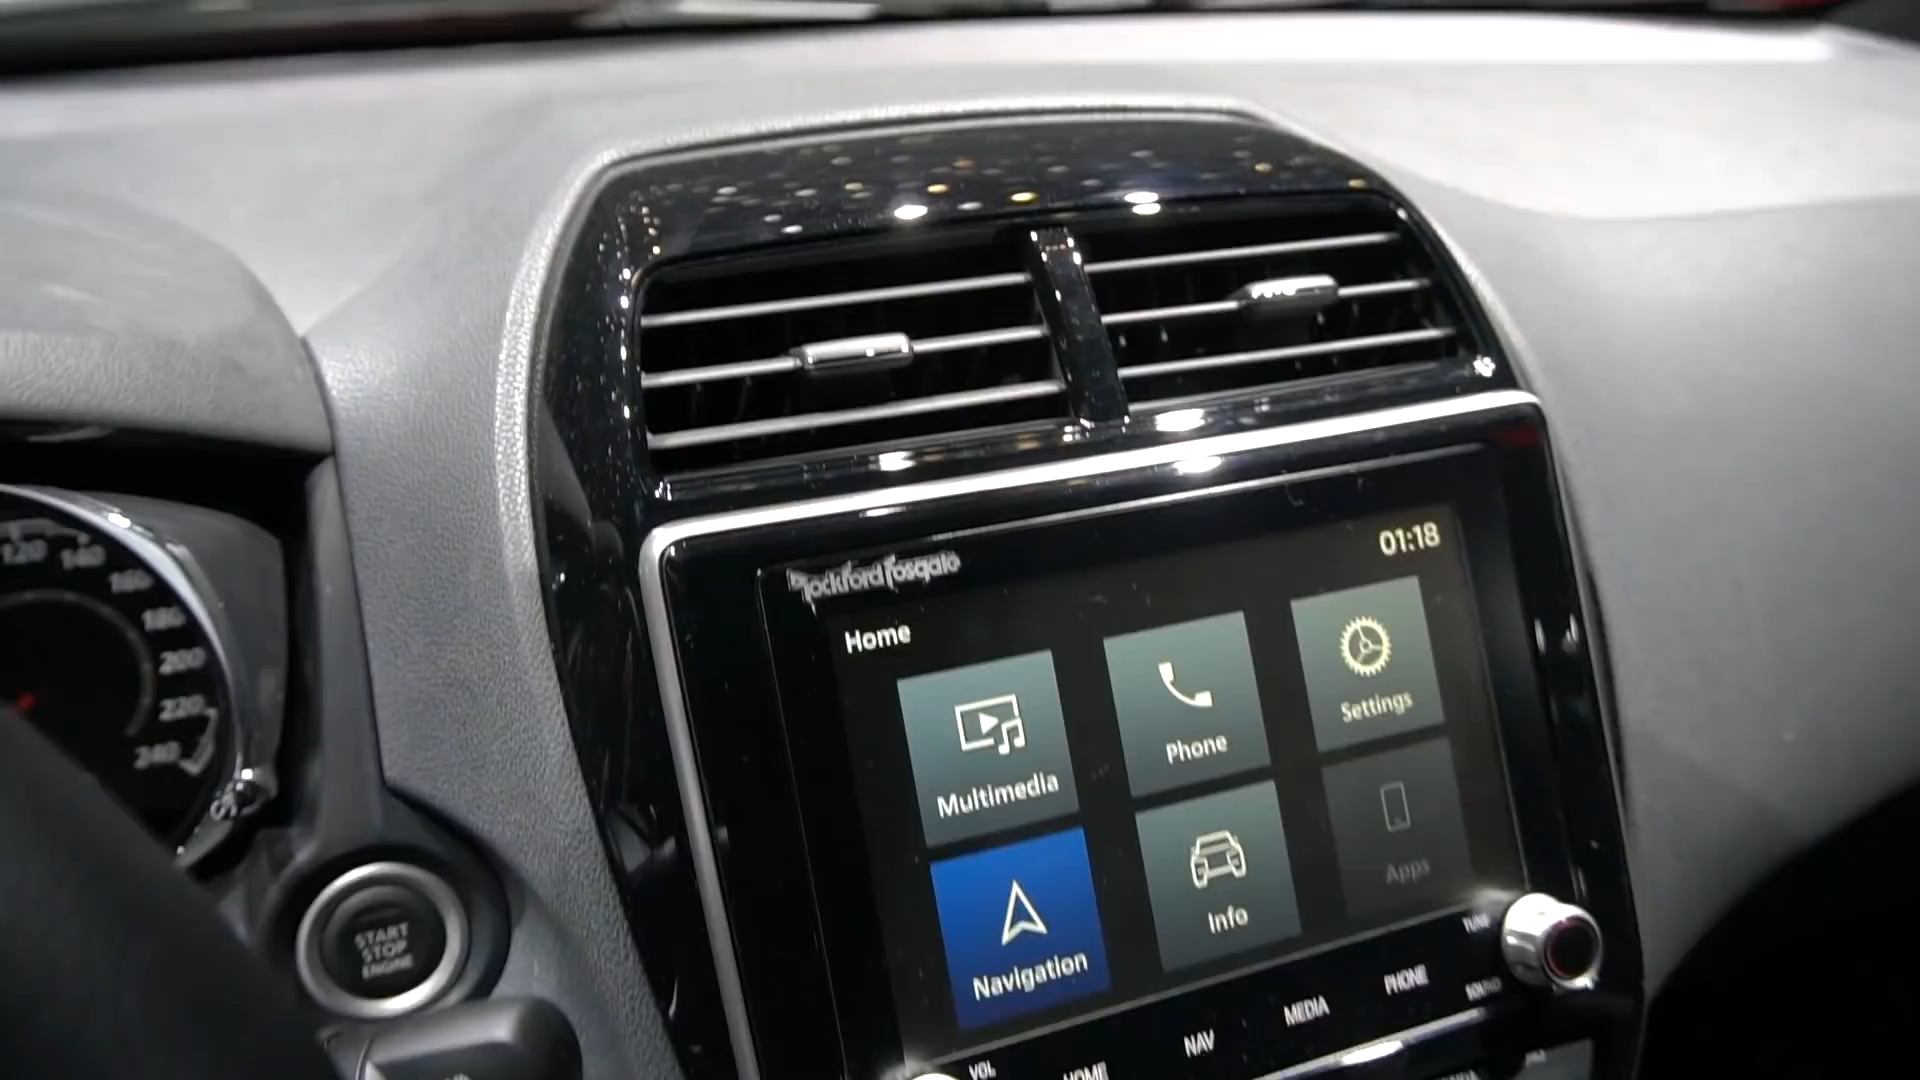 120
140
160
180
200
220
240
START
STOP
ENGINE
Rockford Fosgate
01:18
Home
Multimedia
Phone
Settings
Navigation
Info
Apps
TUNE
SOUND
VOL
HOME
NAV
MEDIA
PHONE